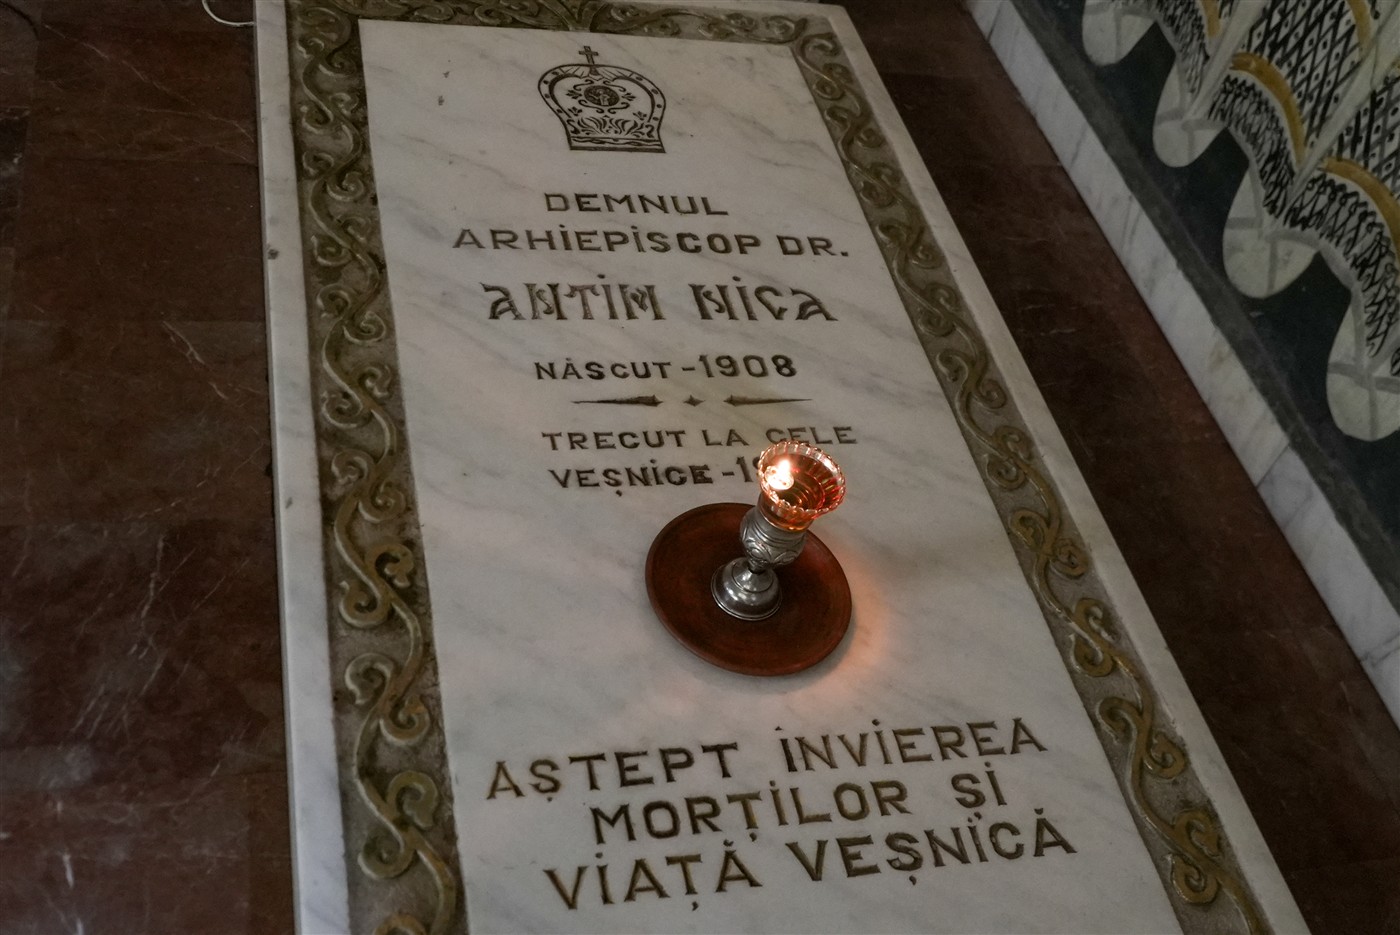 DEMNUL
ARHIEPISCOP DR.
ANTIM NICA
NĂSCUT - 1908
TRECUT LA CELE
VEȘNICE -
AȘTEPT ÎNVIEREA
MORȚILOR ȘI
VIAȚĂ VEȘNICĂ